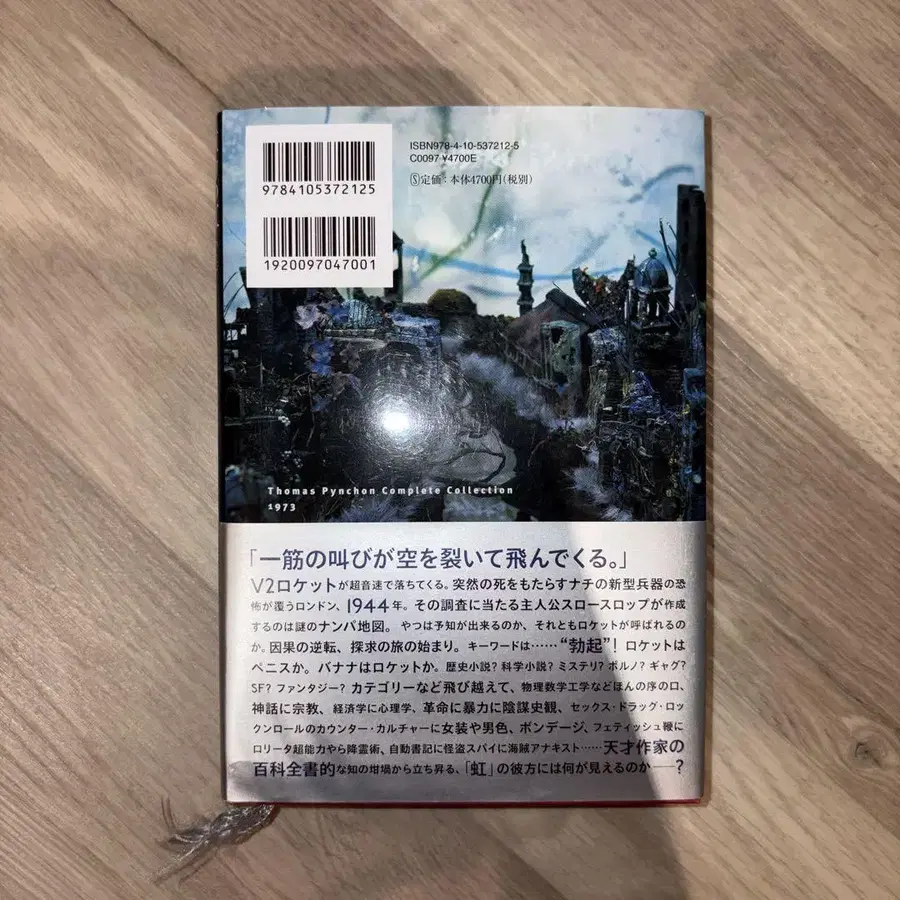 9784105372125
1920097047001
ISBN978-4-10-537212-5
C0097 ¥4700E
Ⓢ定価:本体4700円(税別)
Thomas Pynchon Complete Collection
1973
「一筋の叫びが空を裂いて飛んでくる。」
V2ロケットが超音速で落ちてくる。突然の死をもたらすナチの新型兵器の恐
怖が覆うロンドン、1944年。その調査に当たる主人公スロースロップが作成
するのは謎のナンパ地図。やつは予知が出来るのか、それともロケットが呼ばれるの
か。因果の逆転、探求の旅の始まり。キーワードは……“勃起”! ロケットは
ペニスか。バナナはロケットか。歴史小説? 科学小説? ミステリ? ポルノ? ギャグ?
SF? ファンタジー? カテゴリーなど飛び越えて、物理数学工学などほんの序の口、
神話に宗教、経済学に心理学、革命に暴力に陰謀史観、セックス・ドラッグ・ロッ
クンロールのカウンター・カルチャーに女装や男色、ボンデージ、フェティッシュ鞭に
ロリータ超能力やら降霊術、自動書記に怪盗スパイに海賊アナキスト……天才作家の
百科全書的な知の坩堝から立ち昇る、「虹」の彼方には何が見えるのか――?